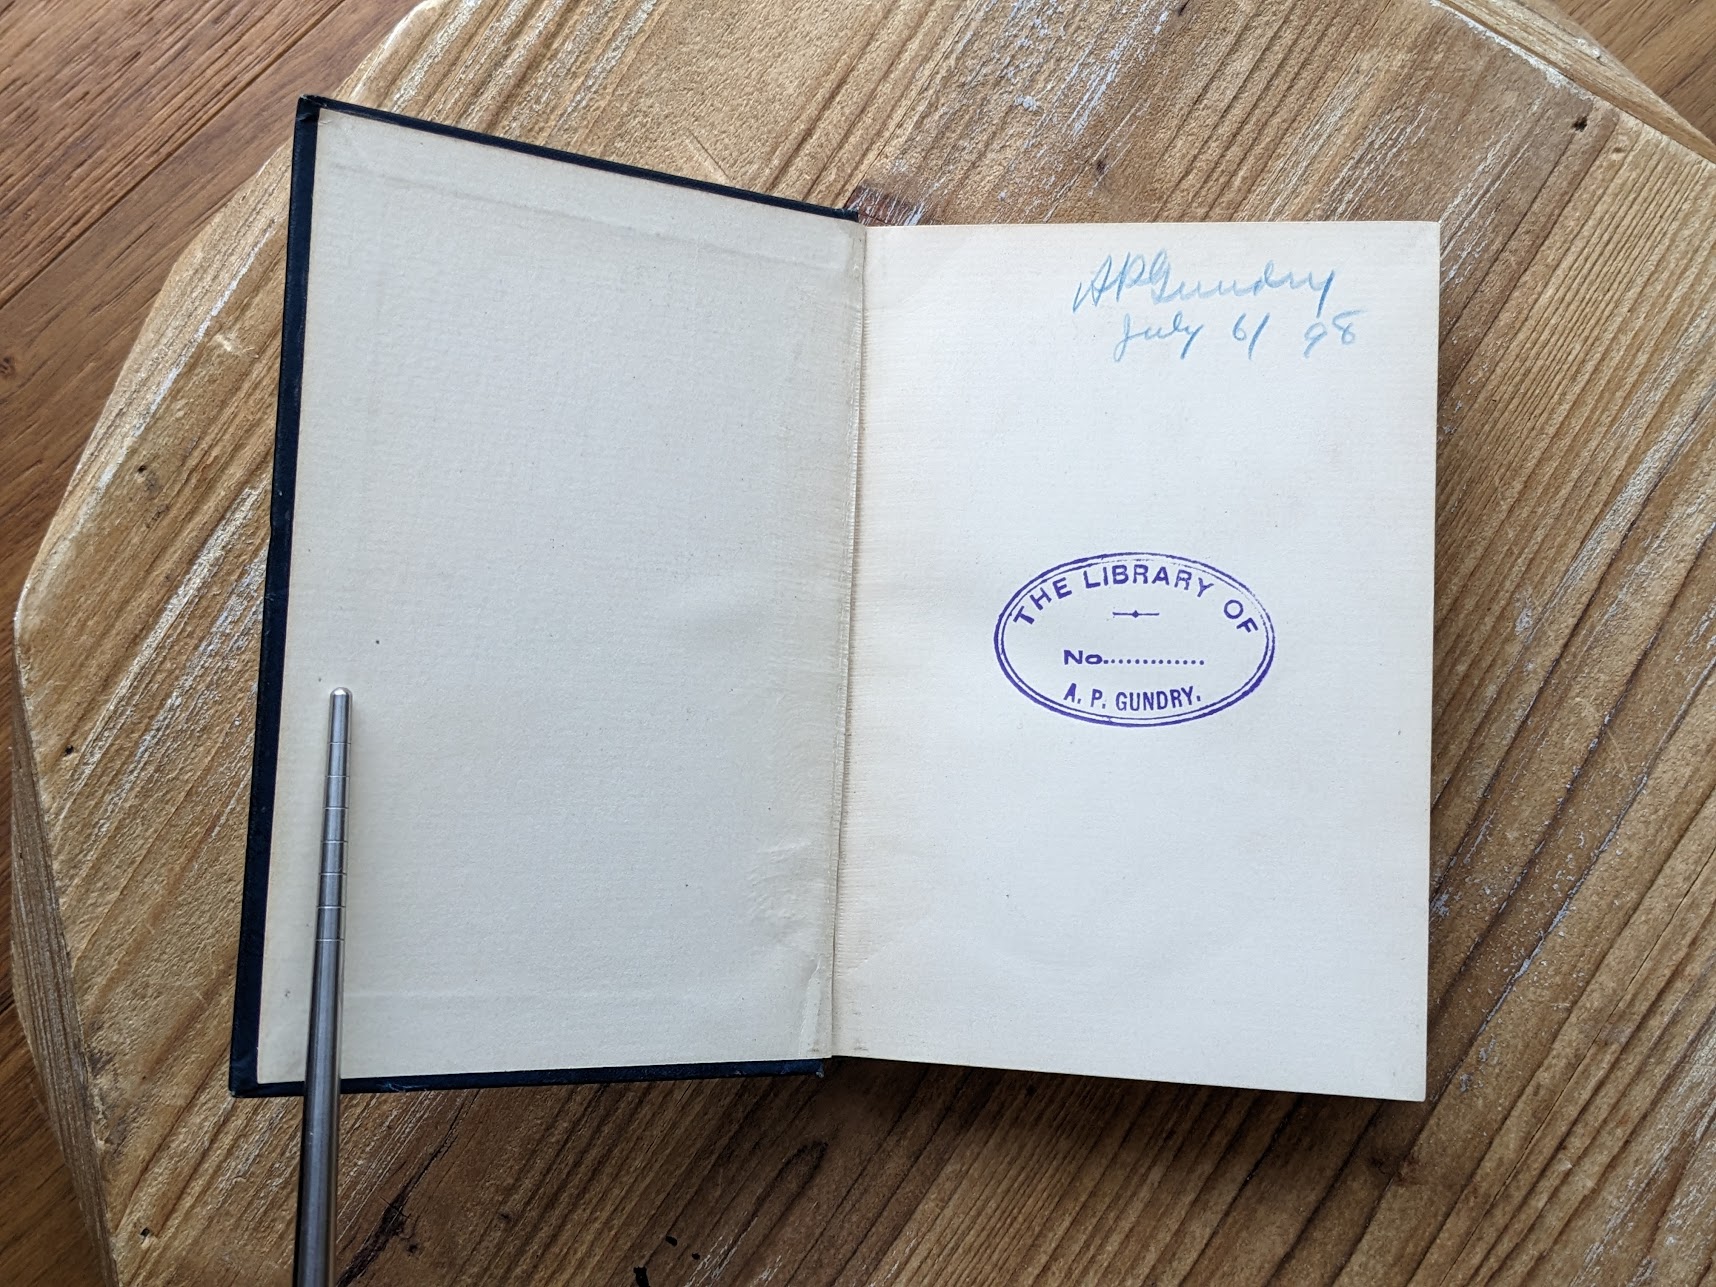 APGundry
July 6/ 98
THE LIBRARY OF
No.............
A. P. GUNDRY.